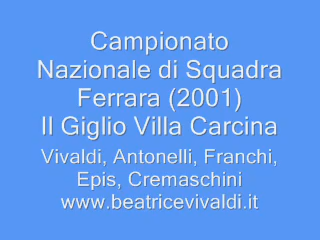 Campionato
Nazionale di Squadra
Ferrara (2001)
Il Giglio Villa Carcina
Vivaldi, Antonelli, Franchi,
Epis, Cremaschini
www.beatricevivaldi.it